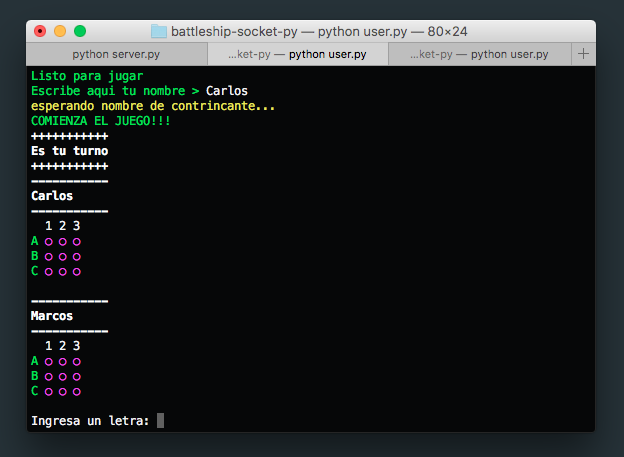 battleship-socket-py — python user.py — 80×24
python server.py
...ket-py — python user.py
...ket-py — python user.py
+
Listo para jugar
Escribe aqui tu nombre > Carlos
esperando nombre de contrincante...
COMIENZA EL JUEGO!!!
+++++++++++
Es tu turno
+++++++++++
-----------
Carlos
-----------
1 2 3
A ○ ○ ○
B ○ ○ ○
C ○ ○ ○
-----------
Marcos
-----------
1 2 3
A ○ ○ ○
B ○ ○ ○
C ○ ○ ○
Ingresa un letra: